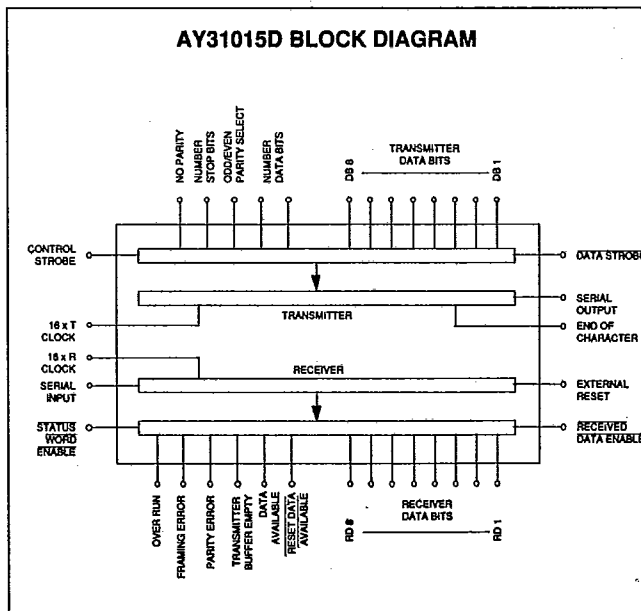 AY31015D BLOCK DIAGRAM
NO PARITY
NUMBER
STOP BITS
ODD/EVEN
PARITY SELECT
NUMBER
DATA BITS
DB 8
TRANSMITTER
DATA BITS
DB 1
CONTROL
STROBE
DATA STROBE
SERIAL
OUTPUT
TRANSMITTER
16 x T
CLOCK
END OF
CHARACTER
16 x R
CLOCK
RECEIVER
SERIAL
INPUT
EXTERNAL
RESET
STATUS
WORD
ENABLE
RECEIVED
DATA ENABLE
OVER RUN
FRAMING ERROR
PARITY ERROR
TRANSMITTER
BUFFER EMPTY
DATA
AVAILABLE
RESET DATA
AVAILABLE
RD 8
RECEIVER
DATA BITS
RD 1